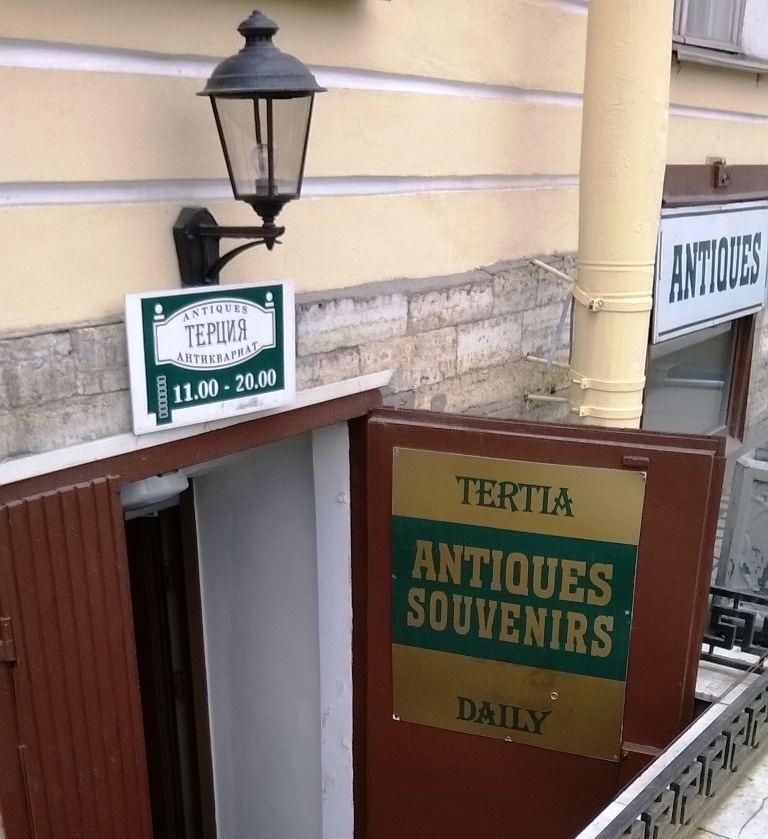 ANTIQUES
ТЕРЦИЯ
АНТИКВАРИАТ
11.00 - 20.00
ANTIQUES
TERTIA
ANTIQUES
SOUVENIRS
DAILY